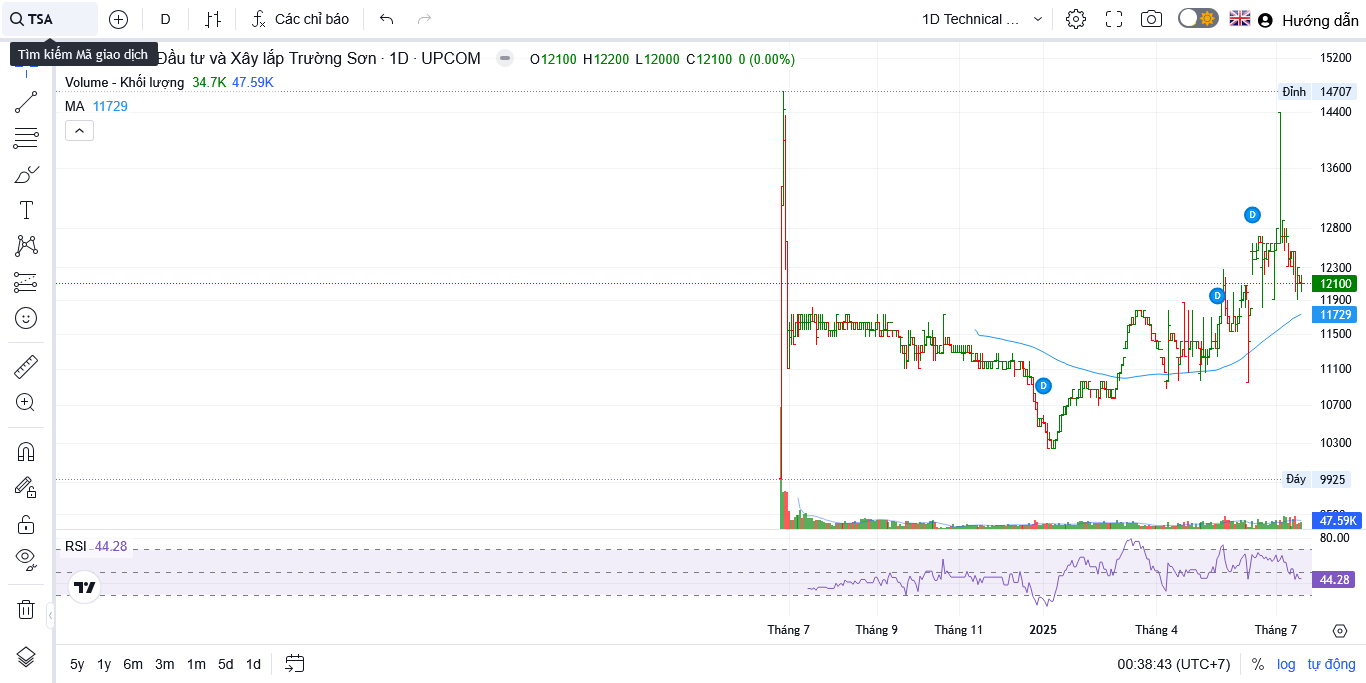 TSA D Các chỉ báo 1D Technical ... Hướng dẫn
Tìm kiếm Mã giao dịch
Đầu tư và Xây lắp Trường Sơn · 1D · UPCOM O12100 H12200 L12000 C12100 0 (0.00%)
Volume - Khối lượng 34.7K 47.59K
MA 11729
15200
Đỉnh 14707
14400
13600
12800
12300
12100
11900
11729
11500
11100
10700
10300
Đáy 9925
47.59K
D
D
D
RSI 44.28
80.00
44.28
Tháng 7 Tháng 9 Tháng 11 2025 Tháng 4 Tháng 7
5y 1y 6m 3m 1m 5d 1d 00:38:43 (UTC+7) % log tự động